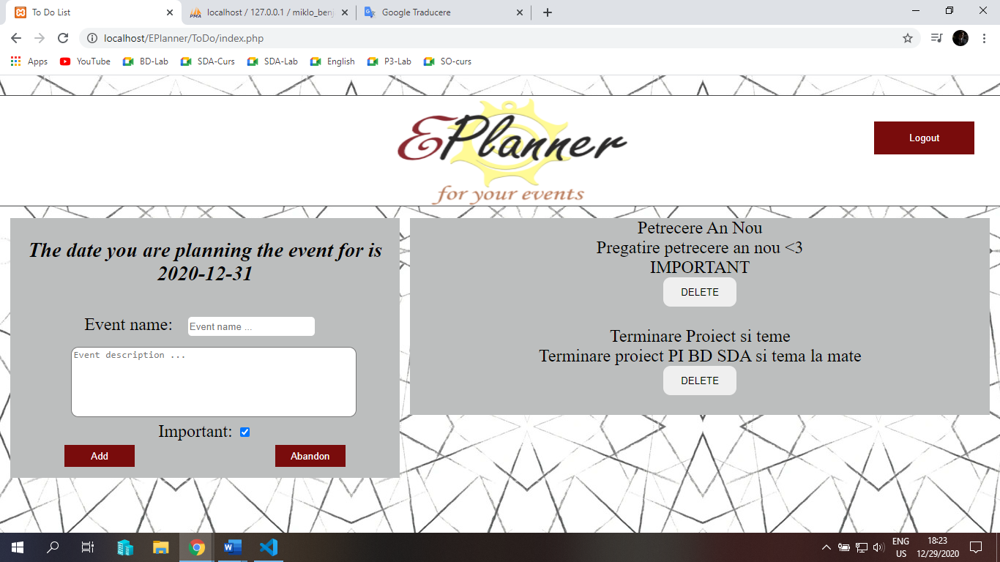 To Do List
localhost / 127.0.0.1 / miklo_benj
Google Traducere
localhost/EPlanner/ToDo/index.php
Apps
YouTube
BD-Lab
SDA-Curs
SDA-Lab
English
P3-Lab
SO-curs
EPlanner
for your events
Logout
The date you are planning the event for is
2020-12-31
Event name:
Event name ...
Event description ...
Important:
Add
Abandon
Petrecere An Nou
Pregatire petrecere an nou <3
IMPORTANT
DELETE
Terminare Proiect si teme
Terminare proiect PI BD SDA si tema la mate
DELETE
ENG
US
18:23
12/29/2020